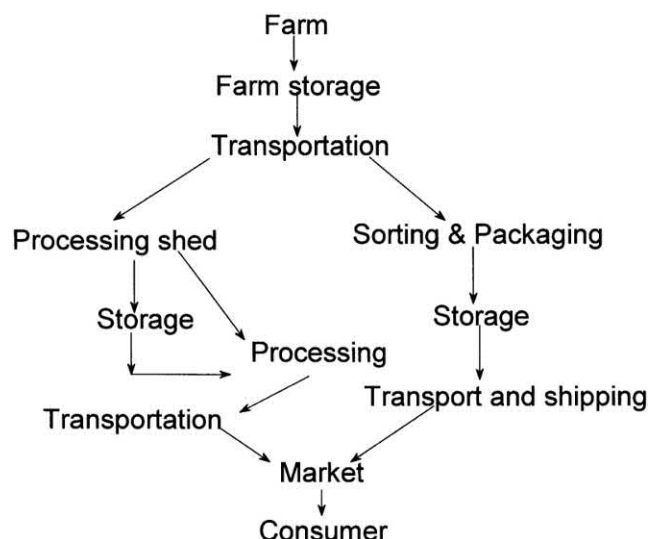 Farm
Farm storage
Transportation
Processing shed
Sorting & Packaging
Storage
Storage
Processing
Transport and shipping
Transportation
Market
Consumer